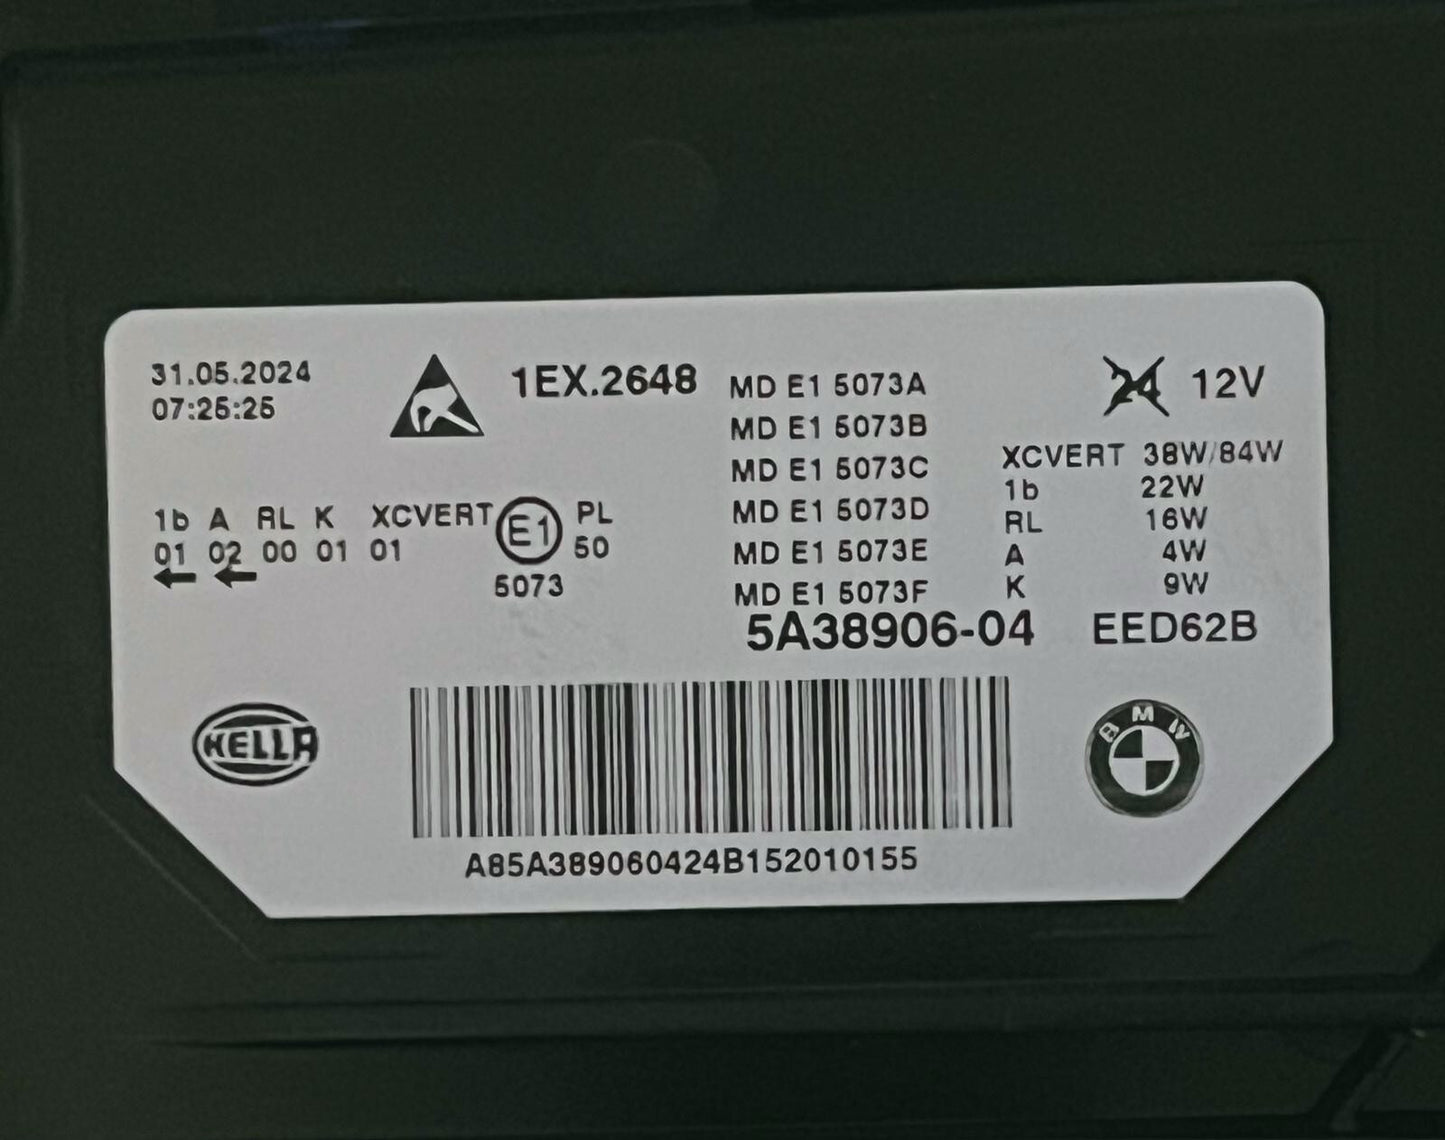 31.05.2024
07:25:25
1EX.2648
MD E1 5073A
MD E1 5073B
MD E1 5073C
MD E1 5073D
MD E1 5073E
MD E1 5073F
24 12V
XCVERT 38W/84W
1b 22W
RL 16W
A 4W
K 9W
1b A RL K XCVERT
01 02 00 01 01
E1
5073
PL
50
5A38906-04 EED62B
HELLA
BMW
A85A389060424B152010155